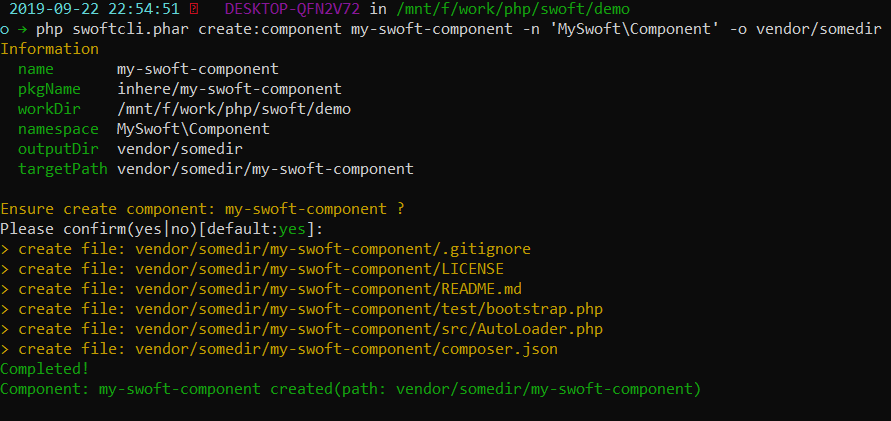 2019-09-22 22:54:51 DESKTOP-QFN2V72 in /mnt/f/work/php/swoft/demo
o → php swoftcli.phar create:component my-swoft-component -n 'MySwoft\Component' -o vendor/somedir
Information
name my-swoft-component
pkgName inhere/my-swoft-component
workDir /mnt/f/work/php/swoft/demo
namespace MySwoft\Component
outputDir vendor/somedir
targetPath vendor/somedir/my-swoft-component
Ensure create component: my-swoft-component ?
Please confirm(yes|no)[default:yes]:
> create file: vendor/somedir/my-swoft-component/.gitignore
> create file: vendor/somedir/my-swoft-component/LICENSE
> create file: vendor/somedir/my-swoft-component/README.md
> create file: vendor/somedir/my-swoft-component/test/bootstrap.php
> create file: vendor/somedir/my-swoft-component/src/AutoLoader.php
> create file: vendor/somedir/my-swoft-component/composer.json
Completed!
Component: my-swoft-component created(path: vendor/somedir/my-swoft-component)